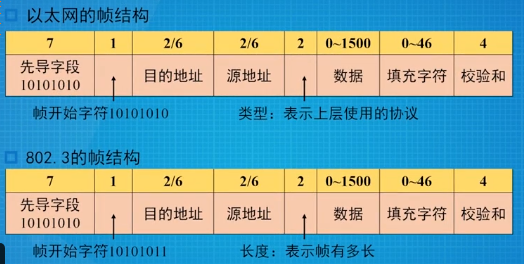 以太网的帧结构
7 1 2/6 2/6 2 0~1500 0~46 4
先导字段 10101010 目的地址 源地址 数据 填充字符 校验和
帧开始字符10101010 类型：表示上层使用的协议
802.3的帧结构
7 1 2/6 2/6 2 0~1500 0~46 4
先导字段 10101010 目的地址 源地址 数据 填充字符 校验和
帧开始字符10101011 长度：表示帧有多长